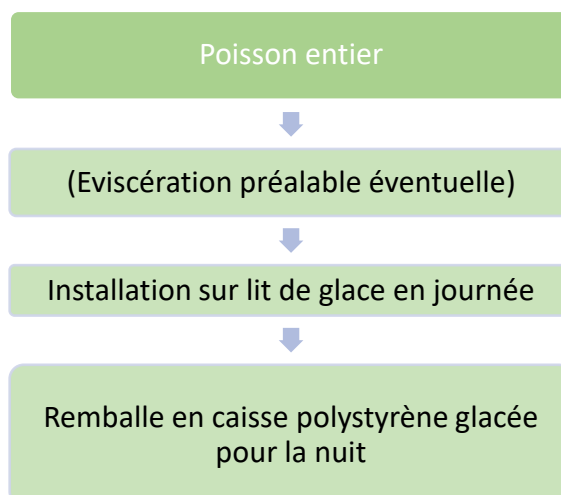 Poisson entier
(Eviscération préalable éventuelle)
Installation sur lit de glace en journée
Remballe en caisse polystyrène glacée
pour la nuit